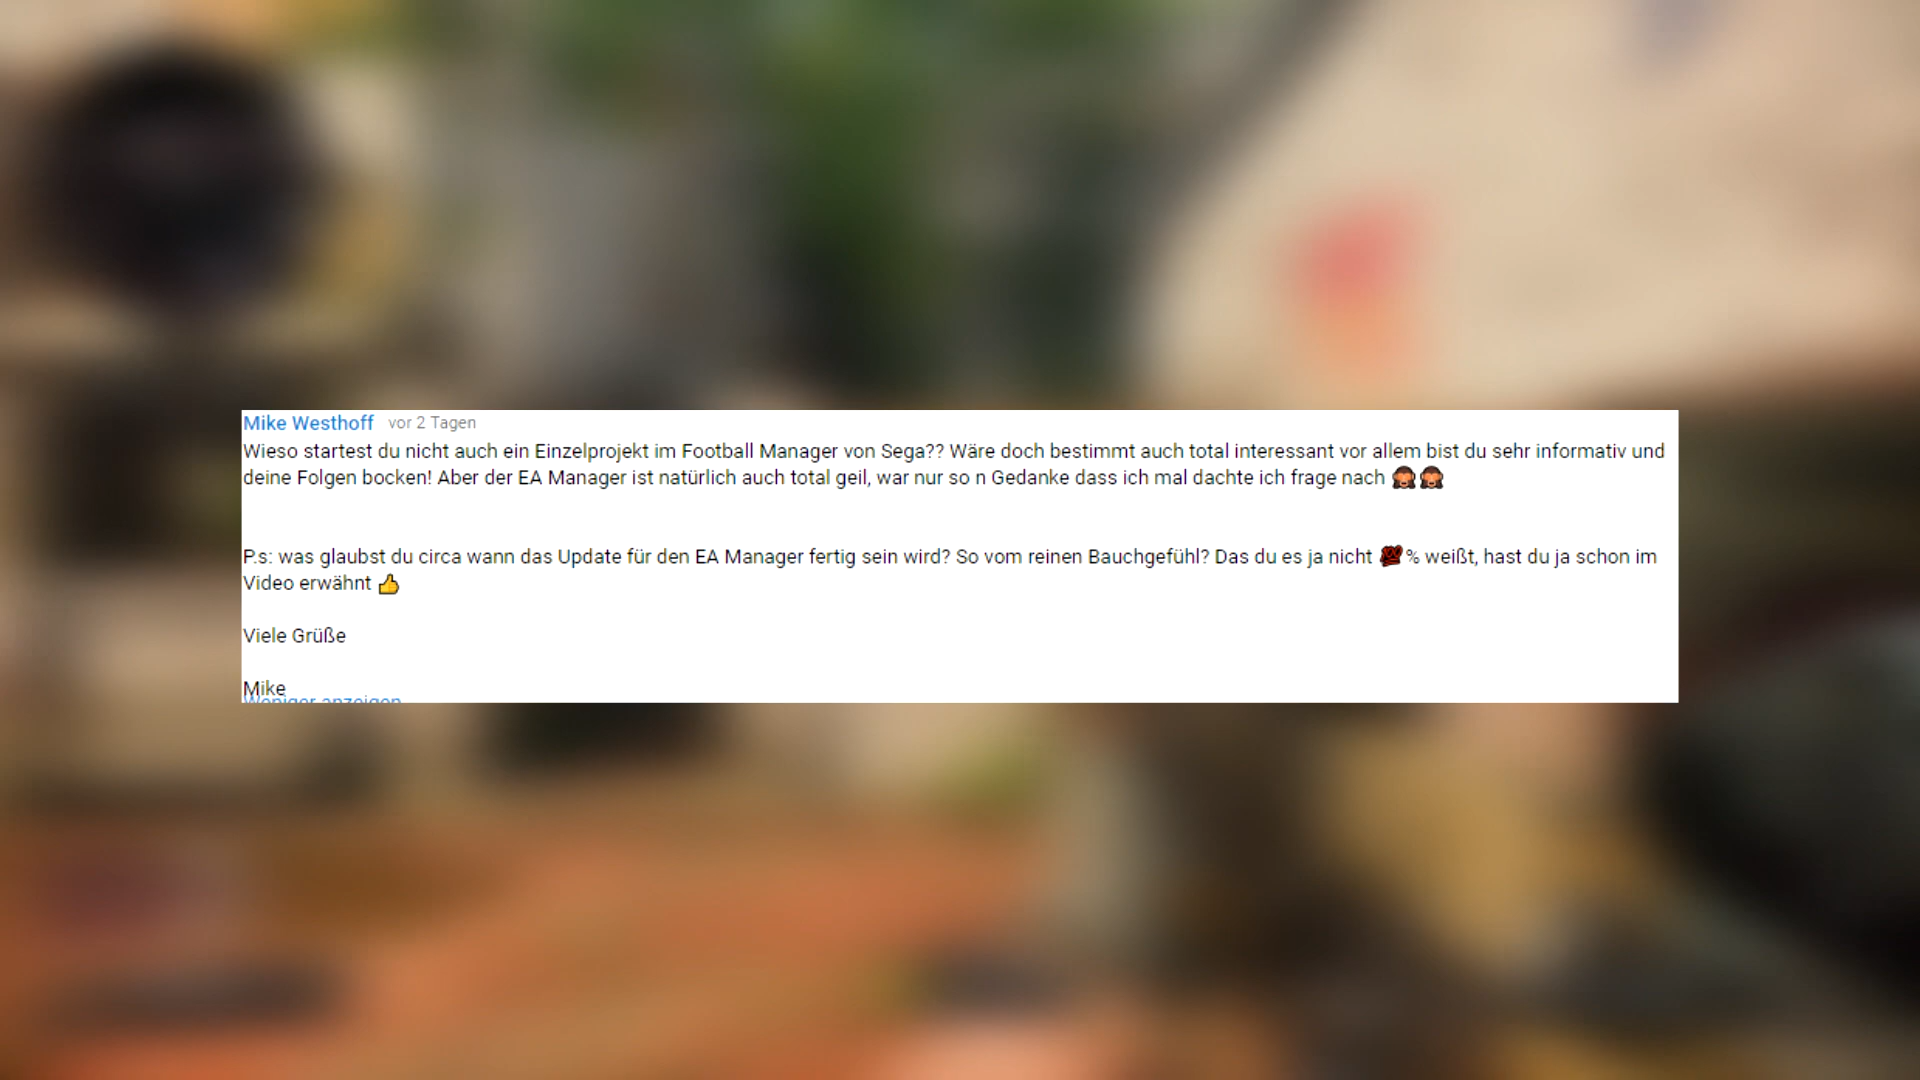 Mike Westhoff vor 2 Tagen
Wieso startest du nicht auch ein Einzelprojekt im Football Manager von Sega?? Wäre doch bestimmt auch total interessant vor allem bist du sehr informativ und
deine Folgen bocken! Aber der EA Manager ist natürlich auch total geil, war nur so n Gedanke dass ich mal dachte ich frage nach 🙈🙈
P.s: was glaubst du circa wann das Update für den EA Manager fertig sein wird? So vom reinen Bauchgefühl? Das du es ja nicht 💯% weißt, hast du ja schon im
Video erwähnt 👍
Viele Grüße
Mike
Weniger anzeigen